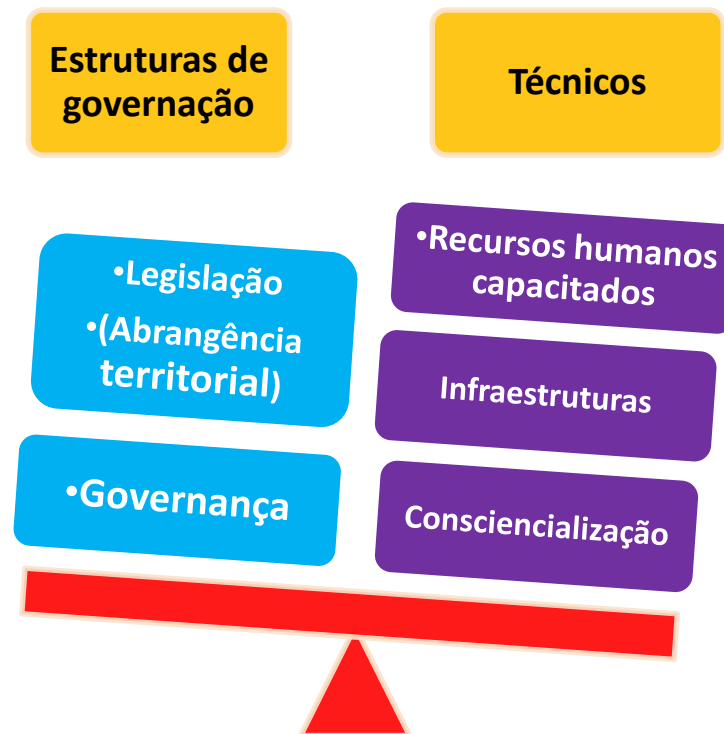 Estruturas de
governação
Técnicos
•Legislação
•(Abrangência
territorial)
•Governança
•Recursos humanos
capacitados
Infraestruturas
Consciencialização